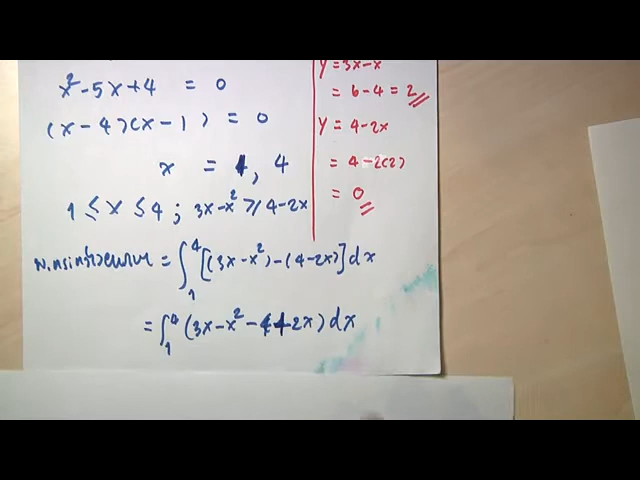 x² - 5x + 4 = 0
(x - 4)(x - 1) = 0
x = 1, 4
1 ≤ x ≤ 4 ; 3x - x² ≥ 4 - 2x
= ∫₁⁴ [(3x - x²) - (4 - 2x)] dx
= ∫₁⁴ (3x - x² - 4 + 2x) dx
y = 3x - x
= 6 - 4 = 2
y = 4 - 2x
= 4 - 2(2)
= 0